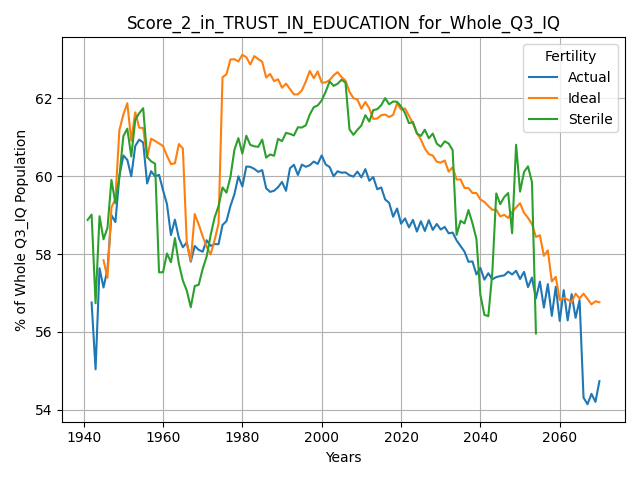 Score_2_in_TRUST_IN_EDUCATION_for_Whole_Q3_IQ
Fertility
Actual
Ideal
Sterile
% of Whole Q3_IQ Population
62
60
58
56
54
1940
1960
1980
2000
2020
2040
2060
Years